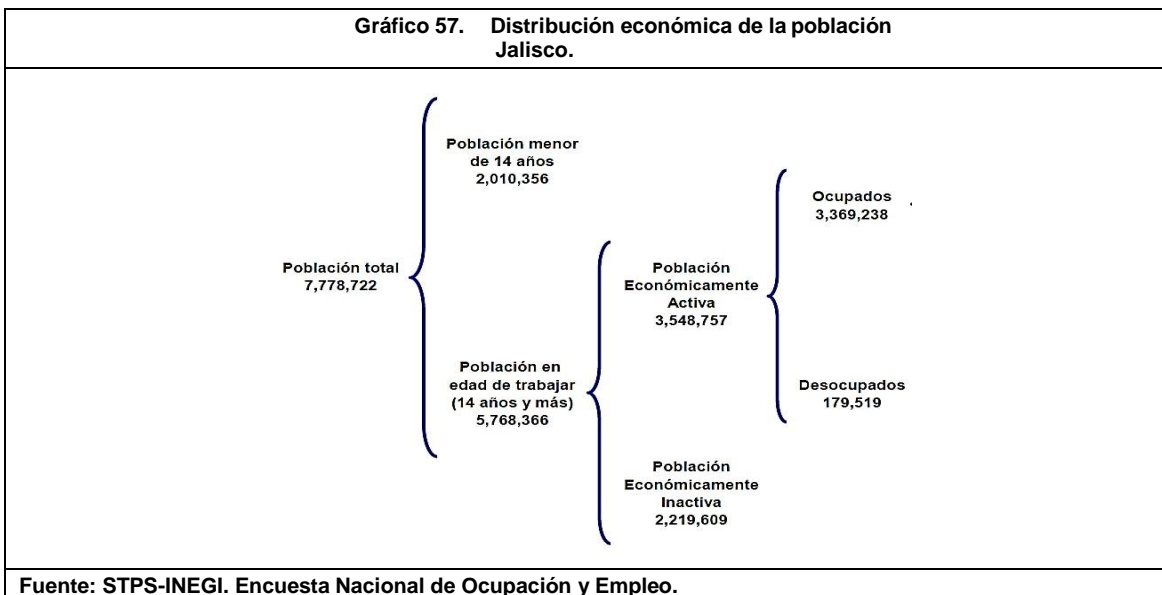 Gráfico 57. Distribución económica de la población
Jalisco.
Población menor
de 14 años
2,010,356
Ocupados
3,369,238
Población total
7,778,722
Población
Económicamente
Activa
3,548,757
Población en
edad de trabajar
(14 años y más)
5,768,366
Desocupados
179,519
Población
Económicamente
Inactiva
2,219,609
Fuente: STPS-INEGI. Encuesta Nacional de Ocupación y Empleo.